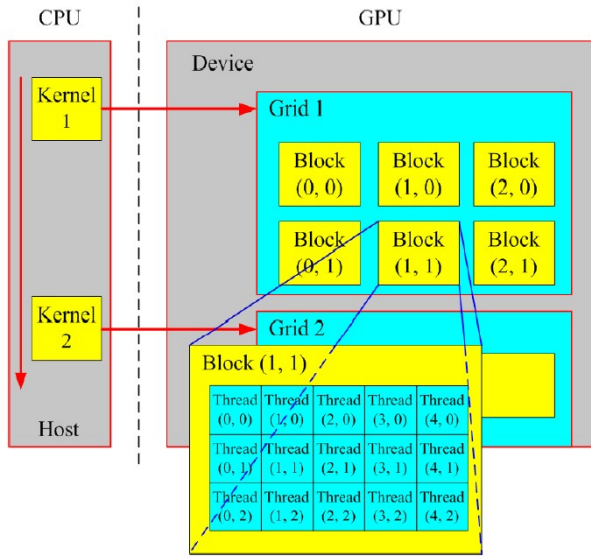 CPU
GPU
Device
Kernel
1
Grid 1
Block
(0, 0)
Block
(1, 0)
Block
(2, 0)
Block
(0, 1)
Block
(1, 1)
Block
(2, 1)
Kernel
2
Grid 2
Block (1, 1)
Thread Thread Thread Thread Thread
(0, 0) (1, 0) (2, 0) (3, 0) (4, 0)
Thread Thread Thread Thread Thread
(0, 1) (1, 1) (2, 1) (3, 1) (4, 1)
Thread Thread Thread Thread Thread
(0, 2) (1, 2) (2, 2) (3, 2) (4, 2)
Host